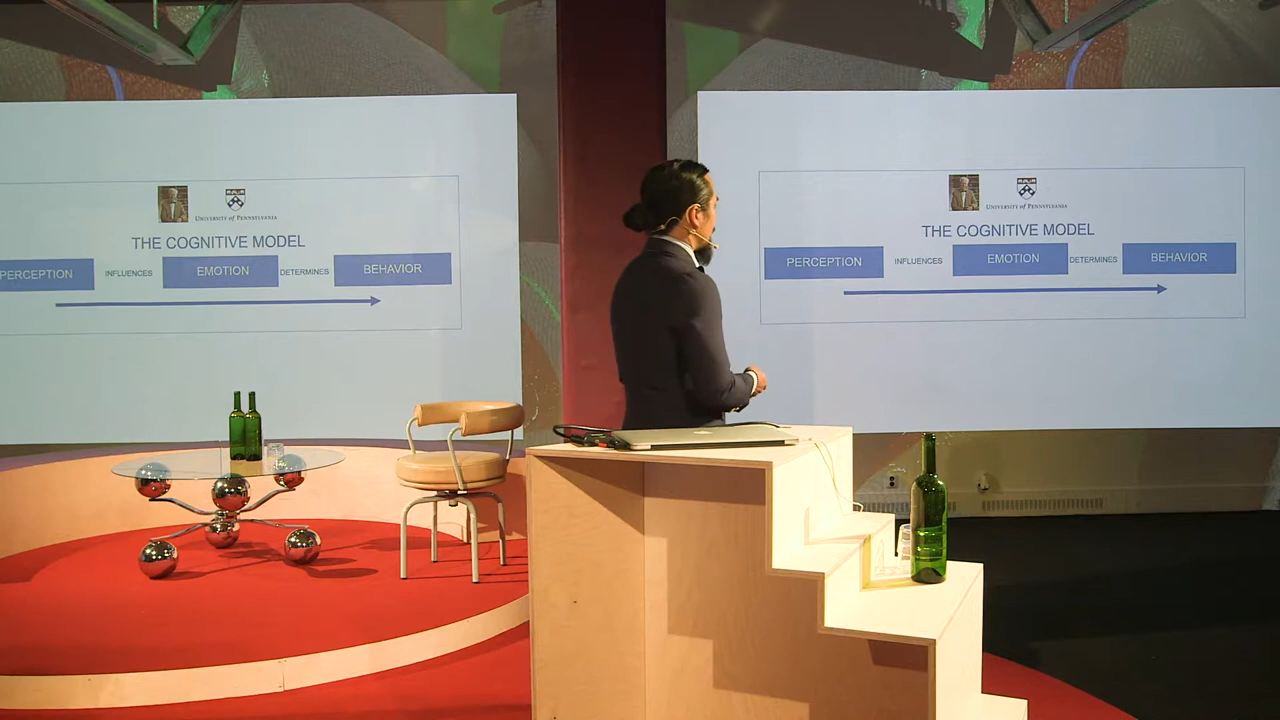 UNIVERSITY of PENNSYLVANIA
THE COGNITIVE MODEL
PERCEPTION INFLUENCES EMOTION DETERMINES BEHAVIOR
UNIVERSITY of PENNSYLVANIA
THE COGNITIVE MODEL
PERCEPTION INFLUENCES EMOTION DETERMINES BEHAVIOR